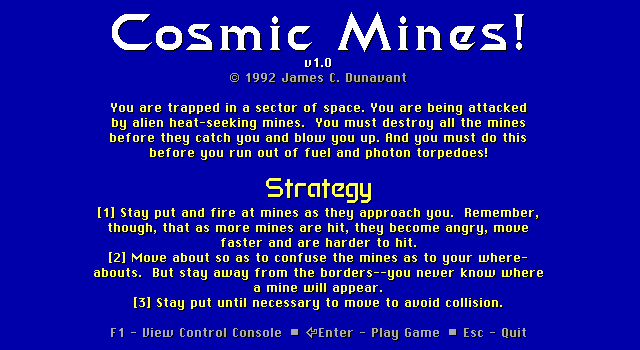 Cosmic Mines!
v1.0
© 1992 James C. Dunavant
You are trapped in a sector of space. You are being attacked
by alien heat-seeking mines.  You must destroy all the mines
before they catch you and blow you up. And you must do this
before you run out of fuel and photon torpedoes!
Strategy
[1] Stay put and fire at mines as they approach you.  Remember,
though, that as more mines are hit, they become angry, move
faster and are harder to hit.
[2] Move about so as to confuse the mines as to your where-
abouts.  But stay away from the borders--you never know where
a mine will appear.
[3] Stay put until necessary to move to avoid collision.
F1 - View Control Console ■ ⇦Enter - Play Game ■ Esc - Quit